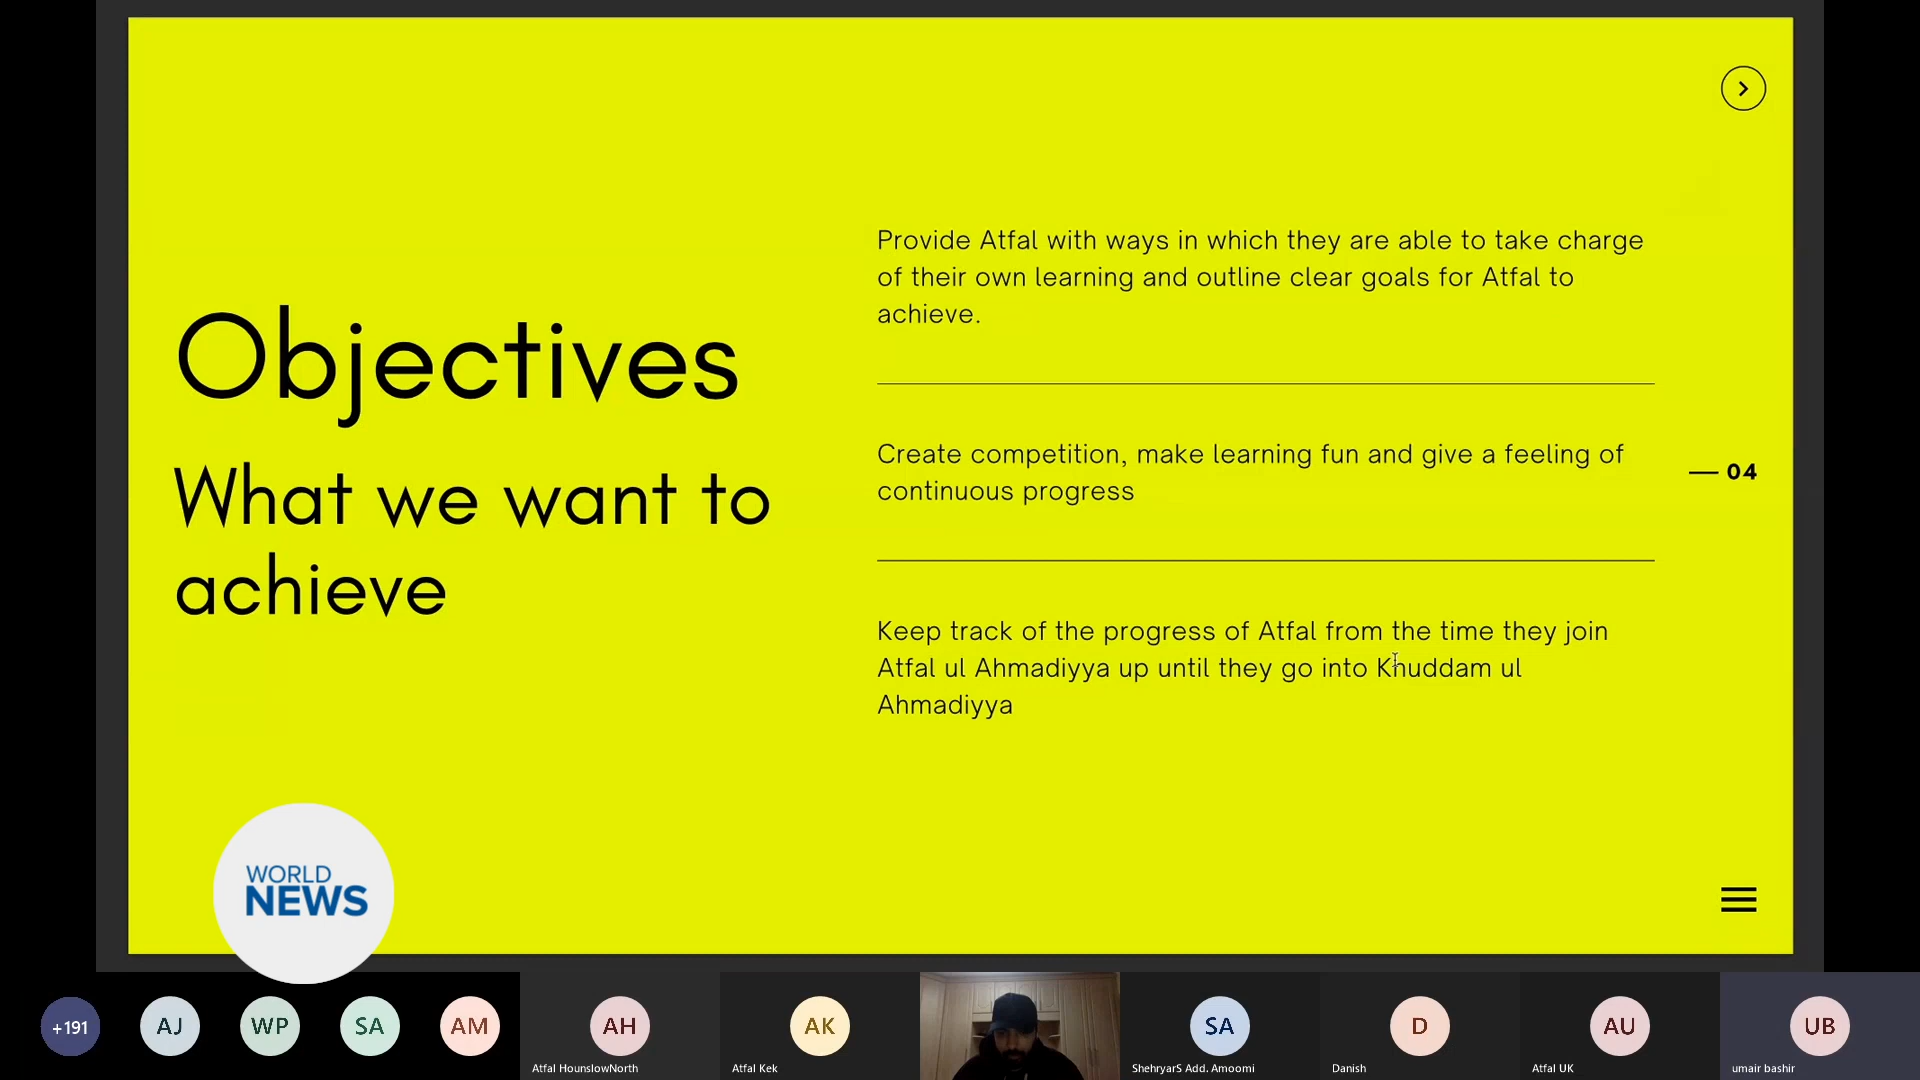 Objectives
What we want to
achieve
Provide Atfal with ways in which they are able to take charge
of their own learning and outline clear goals for Atfal to
achieve.
Create competition, make learning fun and give a feeling of
continuous progress
04
Keep track of the progress of Atfal from the time they join
Atfal ul Ahmadiyya up until they go into Khuddam ul
Ahmadiyya
WORLD
NEWS
+191
AJ
WP
SA
AM
AH
Atfal HounslowNorth
AK
Atfal Kek
SA
ShehryarS Add. Amoomi
D
Danish
AU
Atfal UK
UB
umair bashir